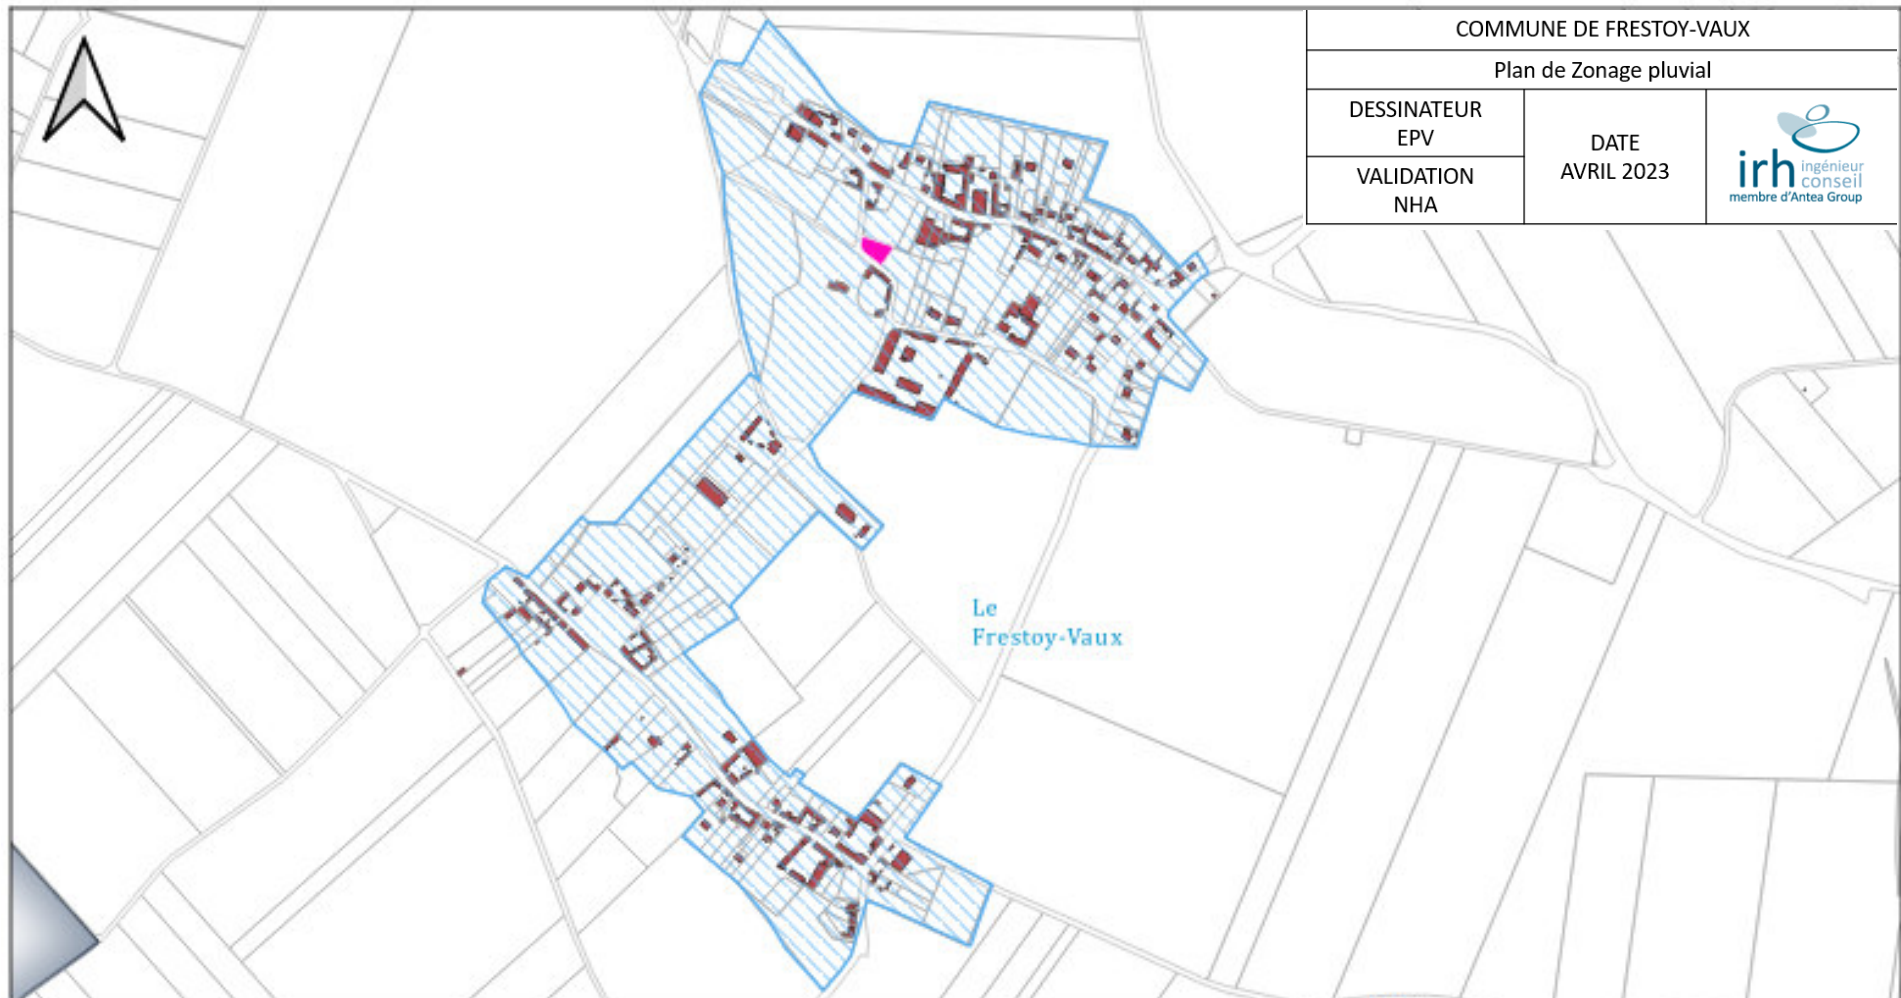 COMMUNE DE FRESTOY-VAUX
Plan de Zonage pluvial
DESSINATEUR
EPV
VALIDATION
NHA
DATE
AVRIL 2023
irh ingénieur
conseil
membre d'Antea Group
Le
Frestoy-Vaux